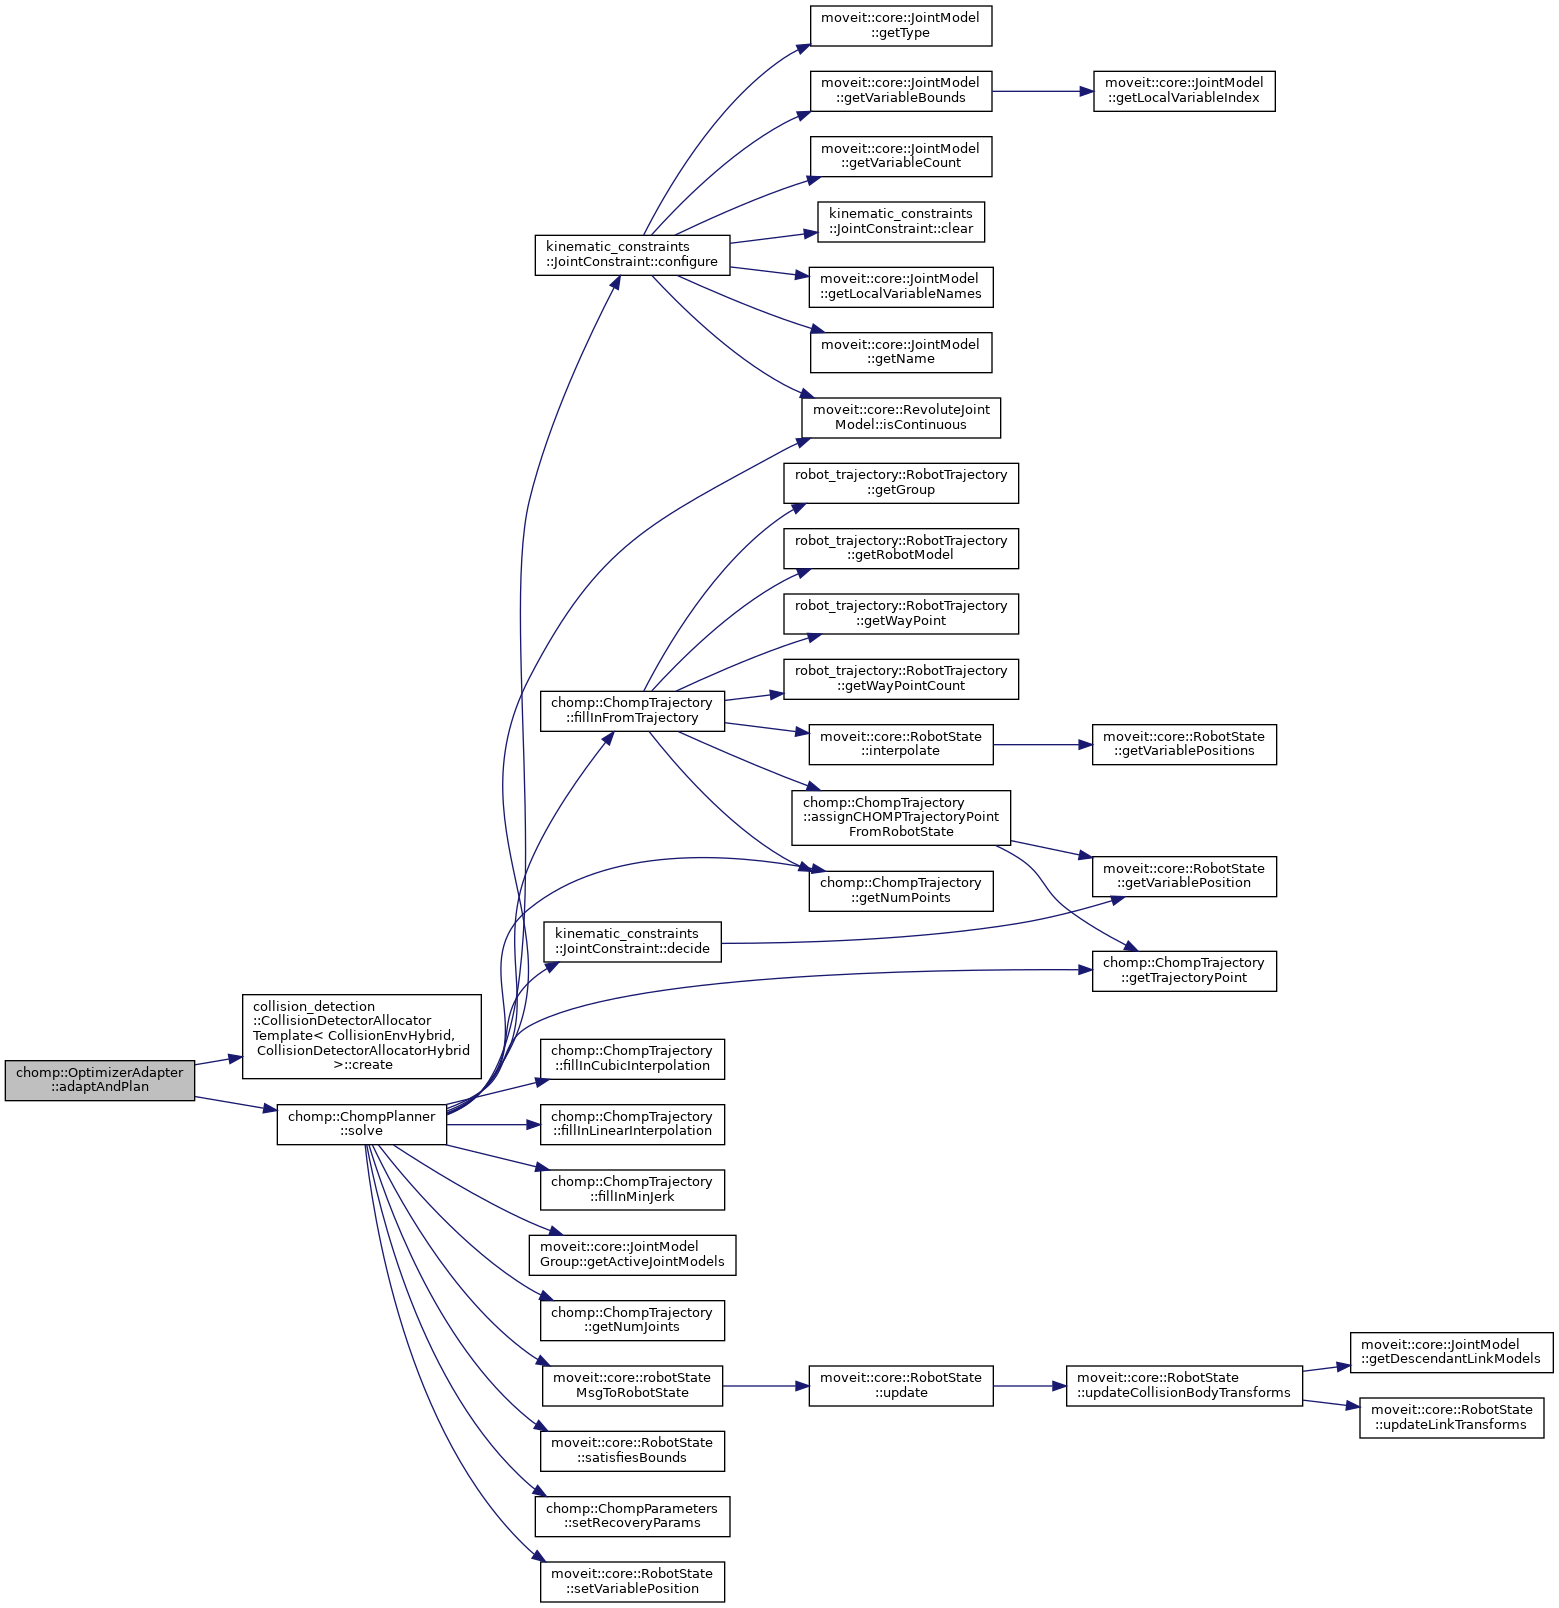 moveit::core::JointModel
::getType
moveit::core::JointModel
::getVariableBounds
moveit::core::JointModel
::getLocalVariableIndex
moveit::core::JointModel
::getVariableCount
kinematic_constraints
::JointConstraint::clear
kinematic_constraints
::JointConstraint::configure
moveit::core::JointModel
::getLocalVariableNames
moveit::core::JointModel
::getName
moveit::core::RevoluteJoint
Model::isContinuous
robot_trajectory::RobotTrajectory
::getGroup
robot_trajectory::RobotTrajectory
::getRobotModel
robot_trajectory::RobotTrajectory
::getWayPoint
robot_trajectory::RobotTrajectory
::getWayPointCount
chomp::ChompTrajectory
::fillInFromTrajectory
moveit::core::RobotState
::interpolate
moveit::core::RobotState
::getVariablePositions
chomp::ChompTrajectory
::assignCHOMPTrajectoryPoint
FromRobotState
moveit::core::RobotState
::getVariablePosition
chomp::ChompTrajectory
::getNumPoints
kinematic_constraints
::JointConstraint::decide
chomp::ChompTrajectory
::getTrajectoryPoint
collision_detection
::CollisionDetectorAllocator
Template< CollisionEnvHybrid,
CollisionDetectorAllocatorHybrid
>::create
chomp::OptimizerAdapter
::adaptAndPlan
chomp::ChompPlanner
::solve
chomp::ChompTrajectory
::fillInCubicInterpolation
chomp::ChompTrajectory
::fillInLinearInterpolation
chomp::ChompTrajectory
::fillInMinJerk
moveit::core::JointModel
Group::getActiveJointModels
chomp::ChompTrajectory
::getNumJoints
moveit::core::robotState
MsgToRobotState
moveit::core::RobotState
::update
moveit::core::RobotState
::updateCollisionBodyTransforms
moveit::core::JointModel
::getDescendantLinkModels
moveit::core::RobotState
::updateLinkTransforms
moveit::core::RobotState
::satisfiesBounds
chomp::ChompParameters
::setRecoveryParams
moveit::core::RobotState
::setVariablePosition